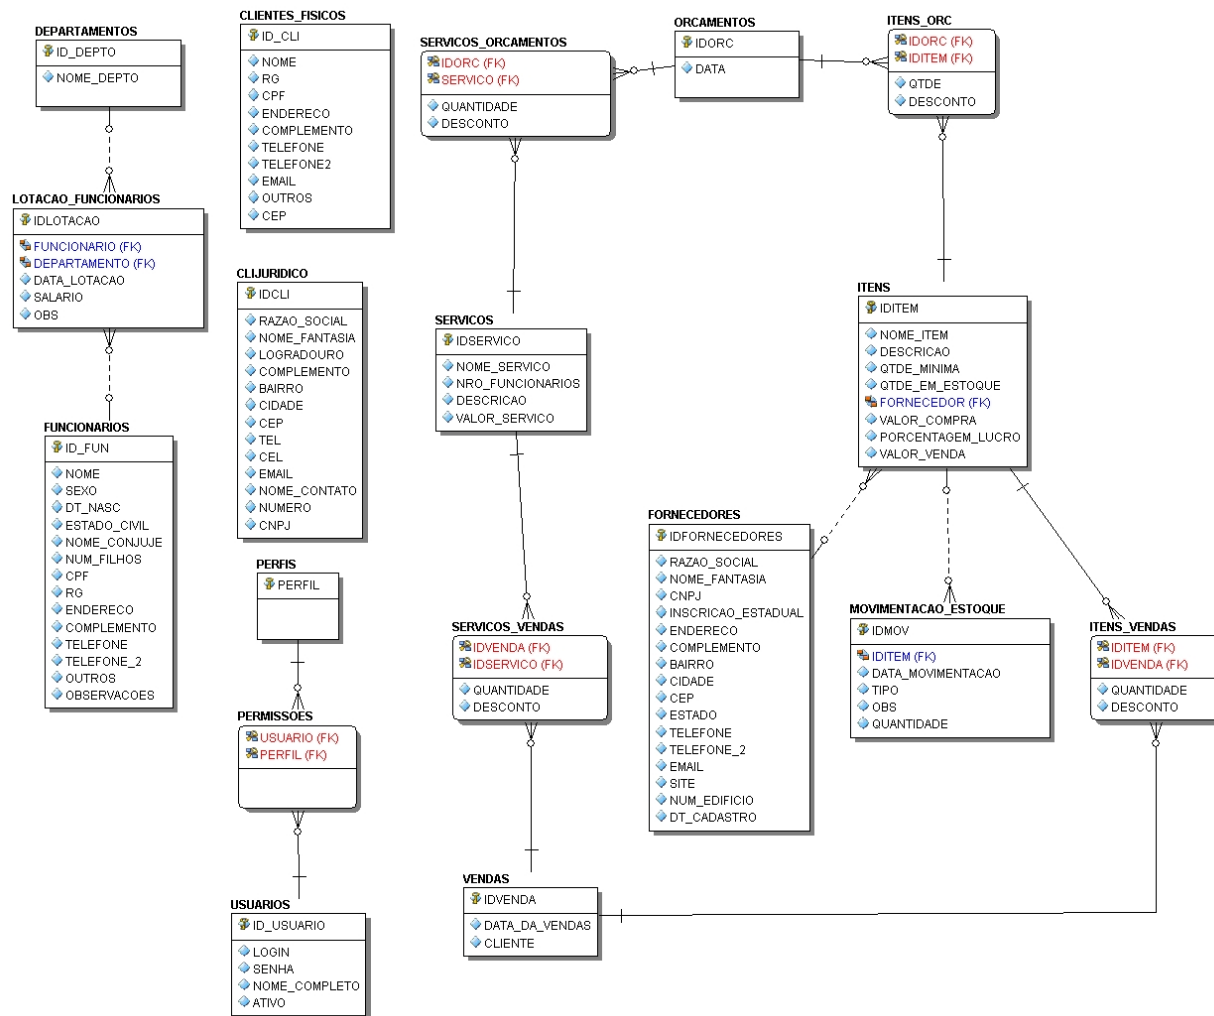 DEPARTAMENTOS
ID_DEPTO
NOME_DEPTO
LOTACAO_FUNCIONARIOS
IDLOTACAO
FUNCIONARIO (FK)
DEPARTAMENTO (FK)
DATA_LOTACAO
SALARIO
OBS
FUNCIONARIOS
ID_FUN
NOME
SEXO
DT_NASC
ESTADO_CIVIL
NOME_CONJUJE
NUM_FILHOS
CPF
RG
ENDERECO
COMPLEMENTO
TELEFONE
TELEFONE_2
OUTROS
OBSERVACOES
CLIENTES_FISICOS
ID_CLI
NOME
RG
CPF
ENDERECO
COMPLEMENTO
TELEFONE
TELEFONE2
EMAIL
OUTROS
CEP
CLIJURIDICO
IDCLI
RAZAO_SOCIAL
NOME_FANTASIA
LOGRADOURO
COMPLEMENTO
BAIRRO
CIDADE
CEP
TEL
CEL
EMAIL
NOME_CONTATO
NUMERO
CNPJ
PERFIS
PERFIL
PERMISSOES
USUARIO (FK)
PERFIL (FK)
USUARIOS
ID_USUARIO
LOGIN
SENHA
NOME_COMPLETO
ATIVO
SERVICOS_ORCAMENTOS
IDORC (FK)
SERVICO (FK)
QUANTIDADE
DESCONTO
SERVICOS
IDSERVICO
NOME_SERVICO
NRO_FUNCIONARIOS
DESCRICAO
VALOR_SERVICO
SERVICOS_VENDAS
IDVENDA (FK)
IDSERVICO (FK)
QUANTIDADE
DESCONTO
VENDAS
IDVENDA
DATA_DA_VENDAS
CLIENTE
ORCAMENTOS
IDORC
DATA
ITENS_ORC
IDORC (FK)
IDITEM (FK)
QTDE
DESCONTO
ITENS
IDITEM
NOME_ITEM
DESCRICAO
QTDE_MINIMA
QTDE_EM_ESTOQUE
FORNECEDOR (FK)
VALOR_COMPRA
PORCENTAGEM_LUCRO
VALOR_VENDA
FORNECEDORES
IDFORNECEDORES
RAZAO_SOCIAL
NOME_FANTASIA
CNPJ
INSCRICAO_ESTADUAL
ENDERECO
COMPLEMENTO
BAIRRO
CIDADE
CEP
ESTADO
TELEFONE
TELEFONE_2
EMAIL
SITE
NUM_EDIFICIO
DT_CADASTRO
MOVIMENTACAO_ESTOQUE
IDMOV
IDITEM (FK)
DATA_MOVIMENTACAO
TIPO
OBS
QUANTIDADE
ITENS_VENDAS
IDITEM (FK)
IDVENDA (FK)
QUANTIDADE
DESCONTO